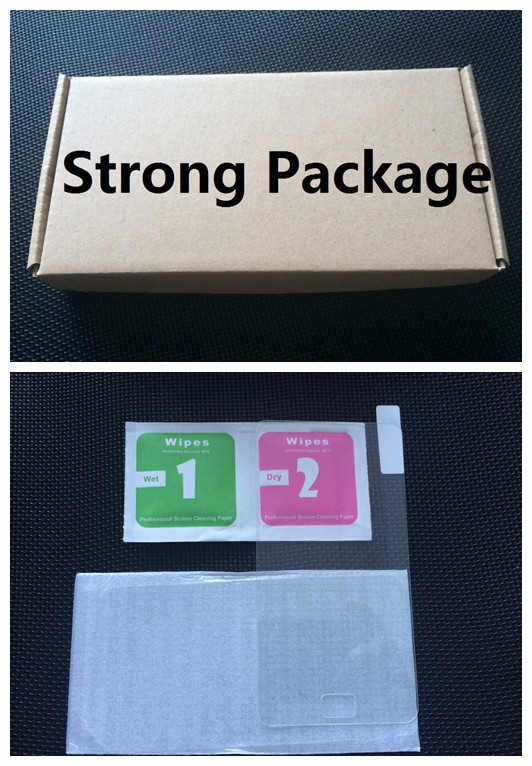 Strong Package
Wipes
Wet
1
Professional Screen Cleaning Paper
Wipes
Dry
2
Professional Screen Cleaning Paper